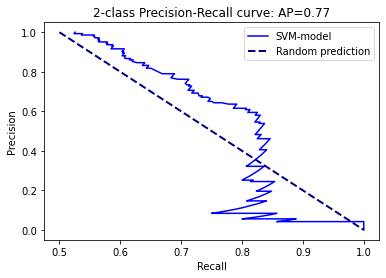 2-class Precision-Recall curve: AP=0.77
SVM-model
Random prediction
Precision
1.0
0.8
0.6
0.4
0.2
0.0
0.5 0.6 0.7 0.8 0.9 1.0
Recall